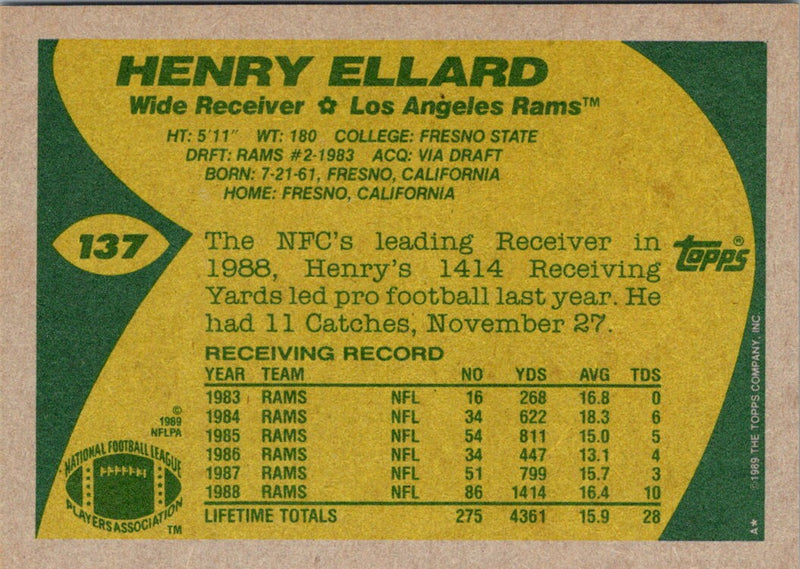 HENRY ELLARD
Wide Receiver ✿ Los Angeles Rams™
HT: 5'11" WT: 180 COLLEGE: FRESNO STATE
DRFT: RAMS #2-1983 ACQ: VIA DRAFT
BORN: 7-21-61, FRESNO, CALIFORNIA
HOME: FRESNO, CALIFORNIA
137
The NFC's leading Receiver in
1988, Henry's 1414 Receiving
Yards led pro football last year. He
had 11 Catches, November 27.
topps®
RECEIVING RECORD
YEAR TEAM NO YDS AVG TDS
1983 RAMS NFL 16 268 16.8 0
1984 RAMS NFL 34 622 18.3 6
1985 RAMS NFL 54 811 15.0 5
1986 RAMS NFL 34 447 13.1 4
1987 RAMS NFL 51 799 15.7 3
1988 RAMS NFL 86 1414 16.4 10
LIFETIME TOTALS 275 4361 15.9 28
©
1989
NFLPA
NATIONAL FOOTBALL LEAGUE
PLAYERS ASSOCIATION
TM
©1989 THE TOPPS COMPANY, INC.
A*